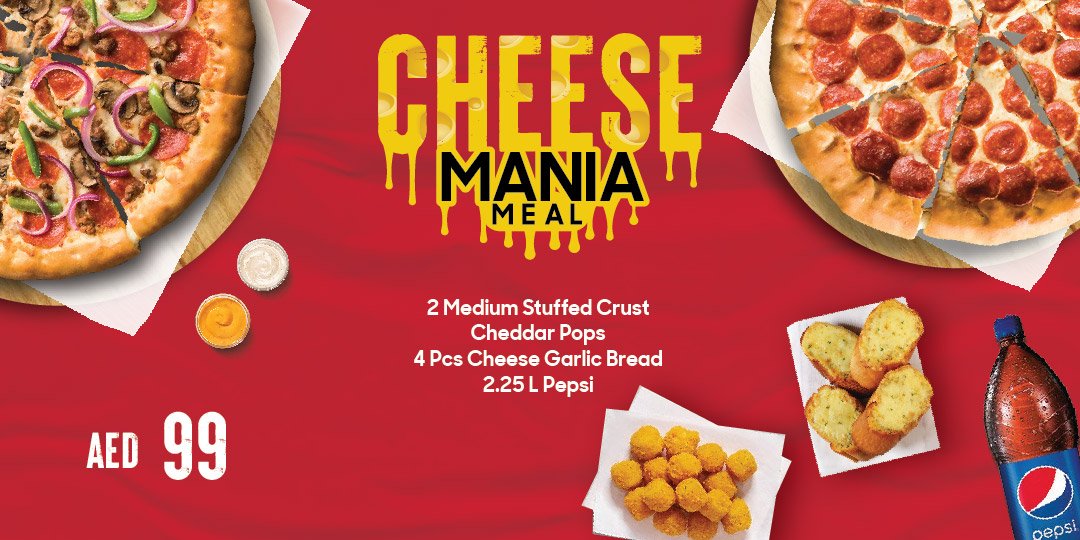 CHEESE
MANIA
MEAL
2 Medium Stuffed Crust
Cheddar Pops
4 Pcs Cheese Garlic Bread
2.25 L Pepsi
AED 99
pepsi